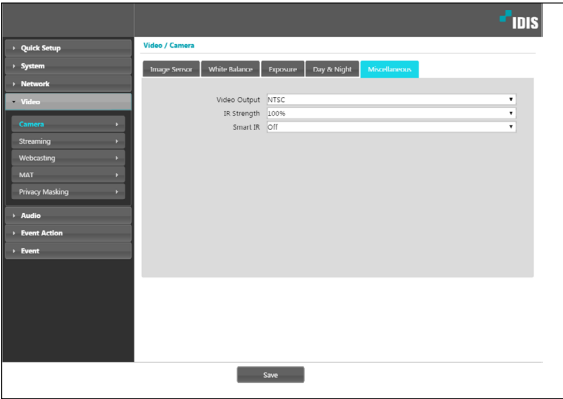 IDIS
Quick Setup
System
Network
Video
Camera
Streaming
Webcasting
MAT
Privacy Masking
Audio
Event Action
Event
Video / Camera
Image Sensor White Balance Exposure Day & Night Miscellaneous
Video Output NTSC
IR Strength 100%
Smart IR Off
Save